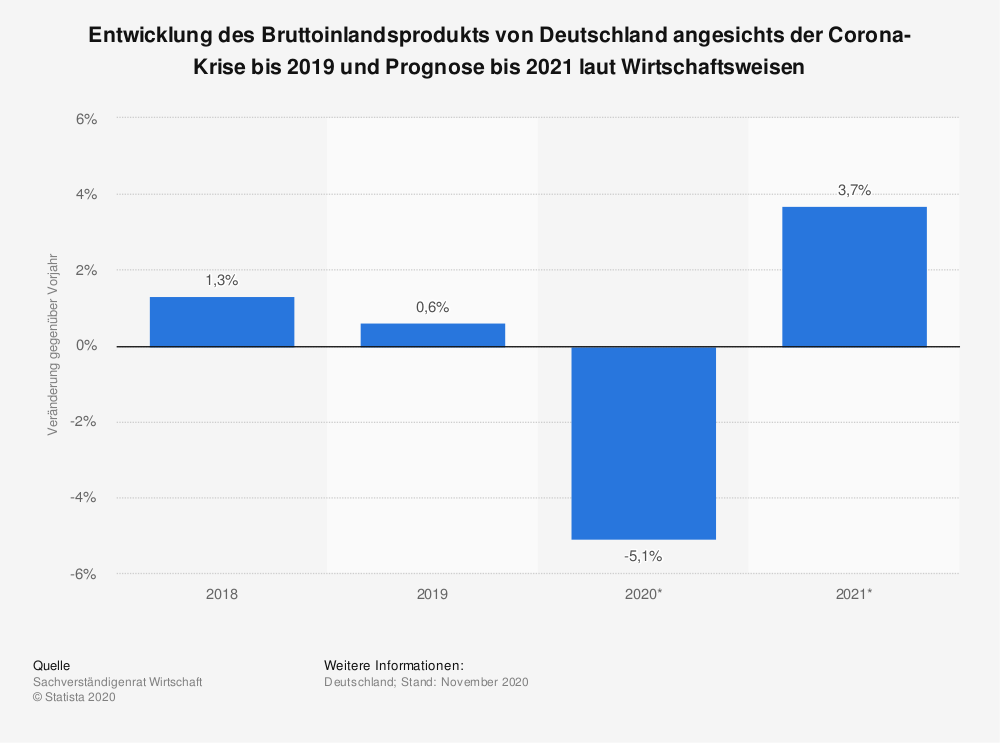 Entwicklung des Bruttoinlandsprodukts von Deutschland angesichts der Corona-
Krise bis 2019 und Prognose bis 2021 laut Wirtschaftsweisen
Veränderung gegenüber Vorjahr
6%
4%
2%
0%
-2%
-4%
-6%
1,3%
0,6%
-5,1%
3,7%
2018
2019
2020*
2021*
Quelle
Sachverständigenrat Wirtschaft
© Statista 2020
Weitere Informationen:
Deutschland; Stand: November 2020